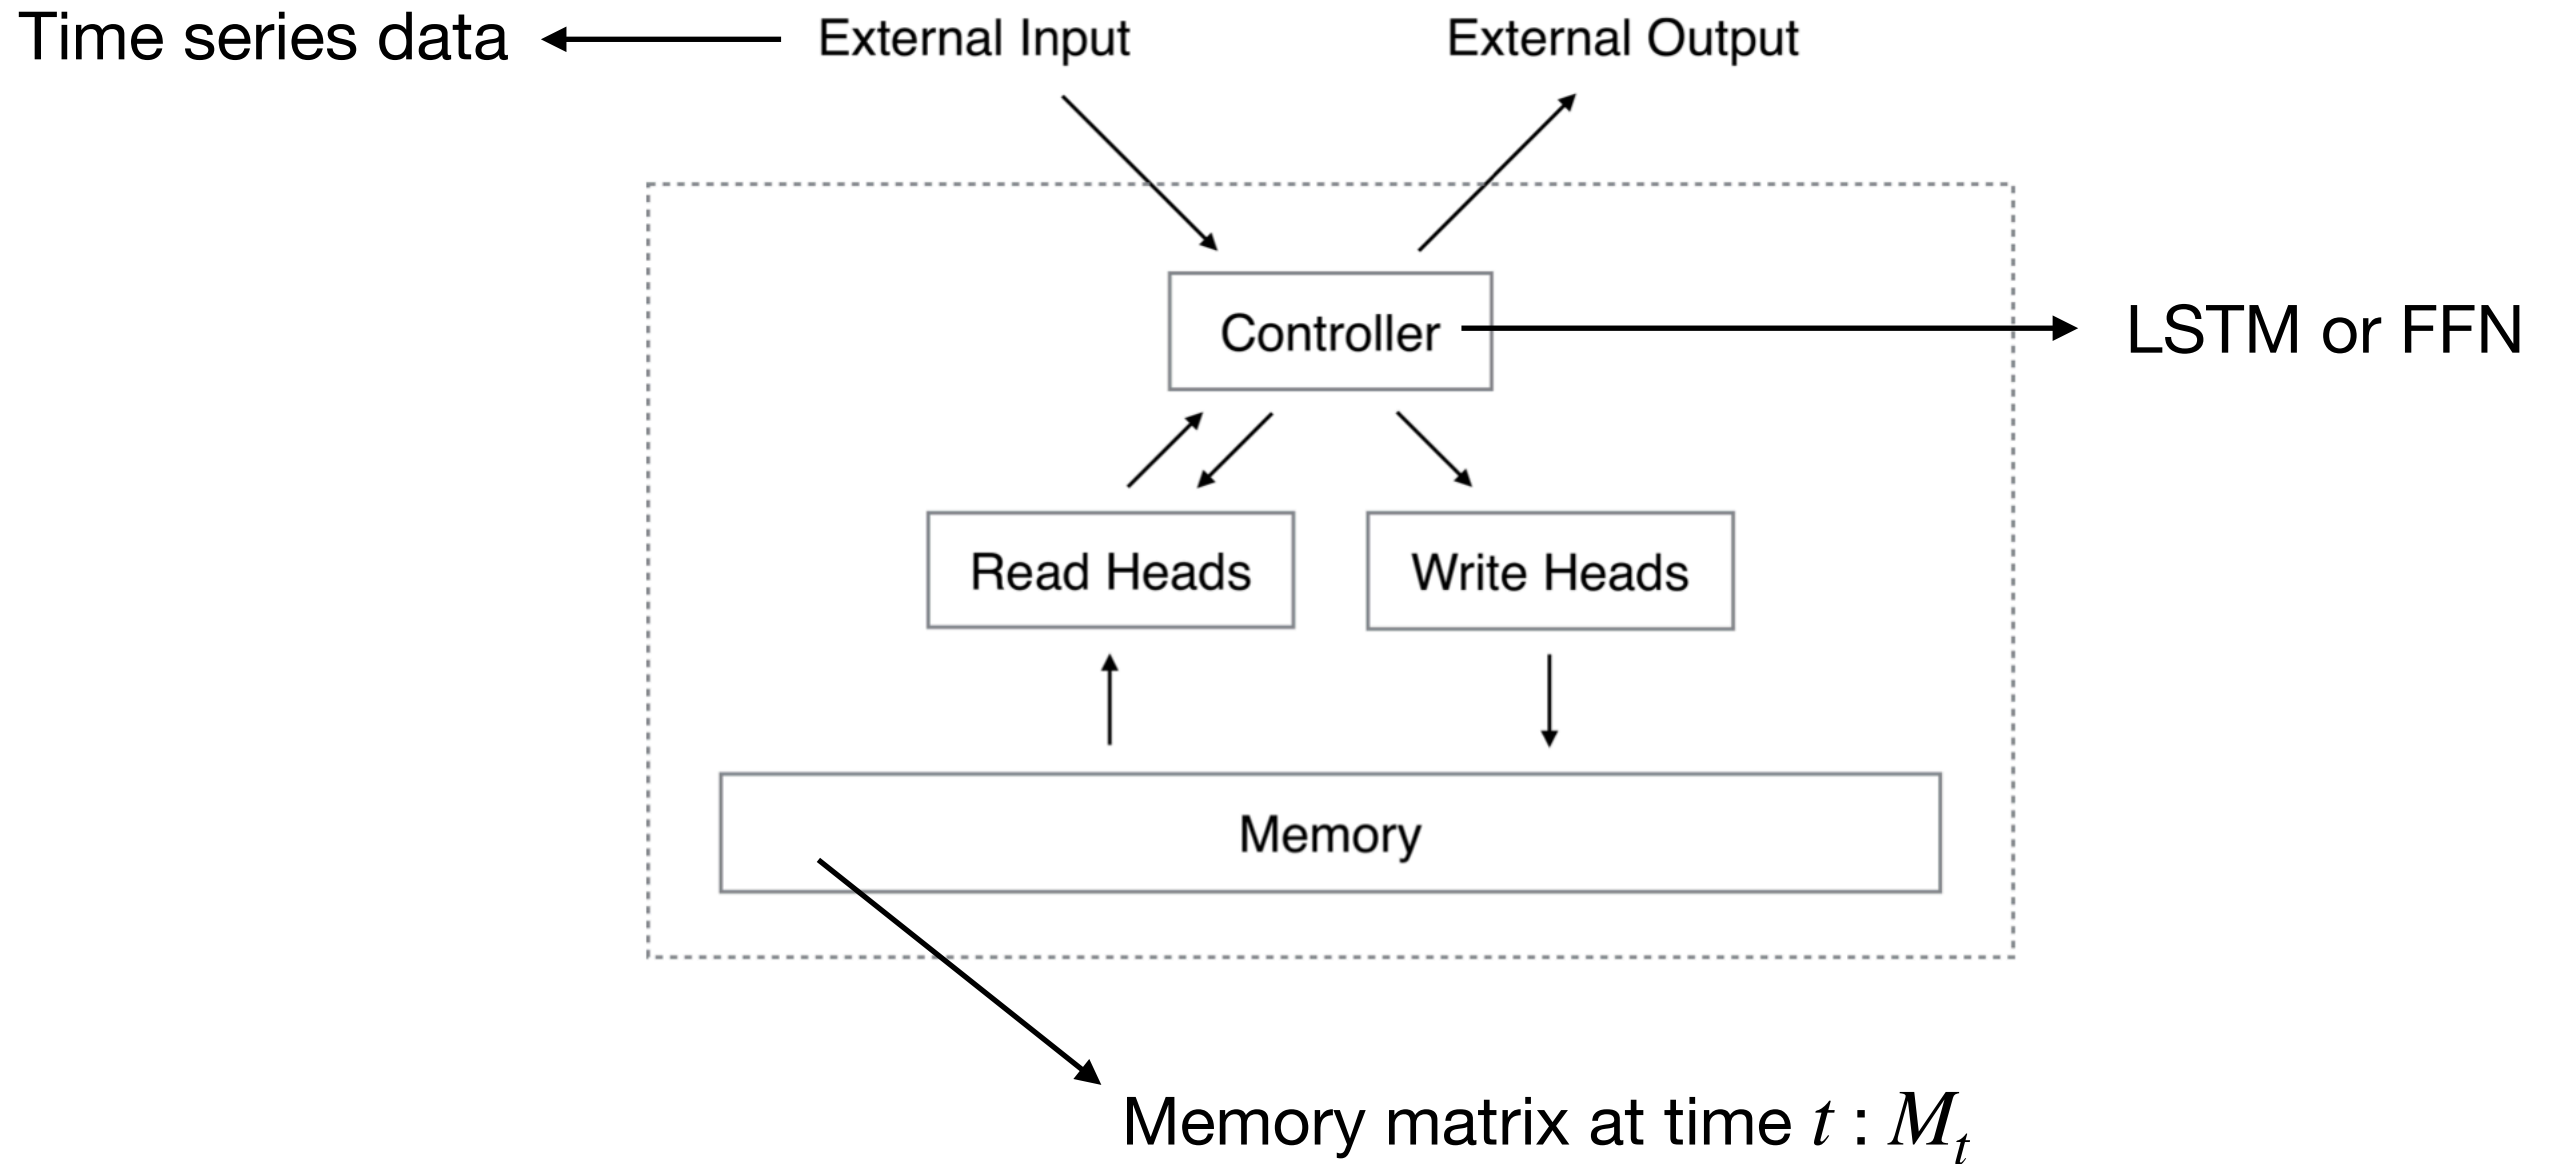 Time series data
External Input
External Output
Controller
LSTM or FFN
Read Heads
Write Heads
Memory
Memory matrix at time t : M_t